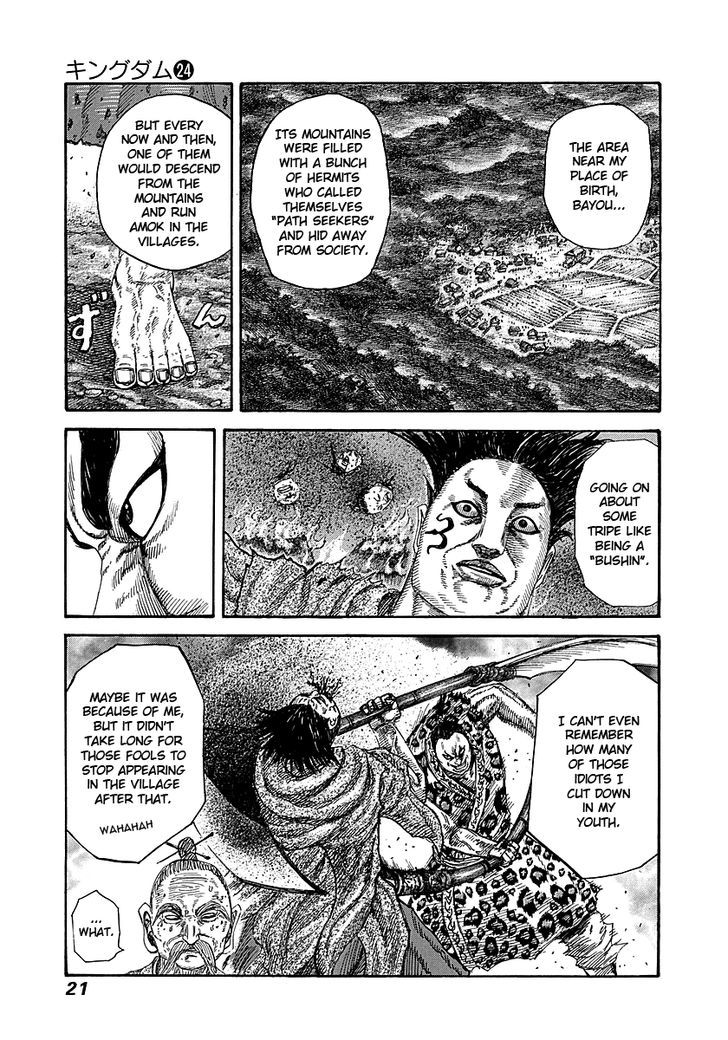 キングダム24
THE AREA
NEAR MY
PLACE OF
BIRTH,
BAYOU...
ITS MOUNTAINS
WERE FILLED
WITH A BUNCH
OF HERMITS
WHO CALLED
THEMSELVES
"PATH SEEKERS"
AND HID AWAY
FROM SOCIETY.
BUT EVERY
NOW AND THEN,
ONE OF THEM
WOULD DESCEND
FROM THE
MOUNTAINS
AND RUN
AMOK IN THE
VILLAGES.
ずん
GOING ON
ABOUT
SOME
TRIPE LIKE
BEING A
"BUSHIN".
I CAN'T EVEN
REMEMBER
HOW MANY
OF THOSE
IDIOTS I
CUT DOWN
IN MY
YOUTH.
MAYBE IT WAS
BECAUSE OF ME,
BUT IT DIDN'T
TAKE LONG FOR
THOSE FOOLS TO
STOP APPEARING
IN THE VILLAGE
AFTER THAT.
WAHAHAH
...
WHAT.
21